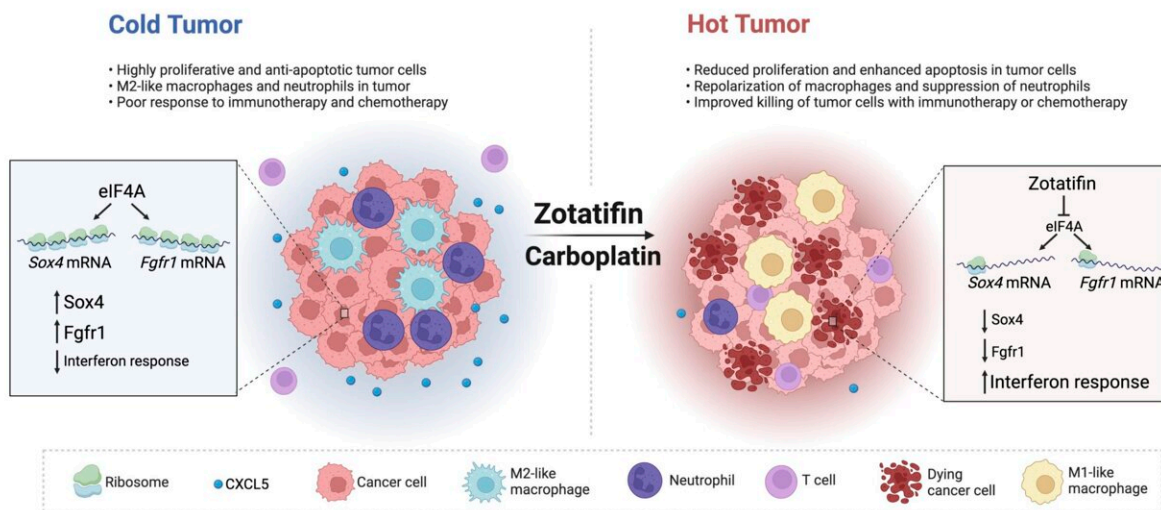 Cold Tumor
• Highly proliferative and anti-apoptotic tumor cells
• M2-like macrophages and neutrophils in tumor
• Poor response to immunotherapy and chemotherapy
eIF4A
Sox4 mRNA
Fgfr1 mRNA
Sox4
Fgfr1
Interferon response
Zotatifin
Carboplatin
Hot Tumor
• Reduced proliferation and enhanced apoptosis in tumor cells
• Repolarization of macrophages and suppression of neutrophils
• Improved killing of tumor cells with immunotherapy or chemotherapy
Zotatifin
eIF4A
Sox4 mRNA
Fgfr1 mRNA
Sox4
Fgfr1
Interferon response
Ribosome
CXCL5
Cancer cell
M2-like
macrophage
Neutrophil
T cell
Dying
cancer cell
M1-like
macrophage